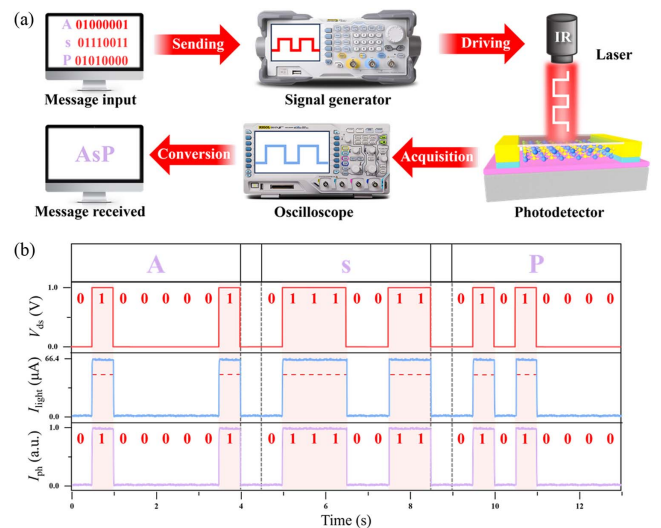 (a)
A 01000001
s 01110011
P 01010000
Message input
Sending
Signal generator
Driving
IR
Laser
AsP
Message received
Conversion
Oscilloscope
Acquisition
Photodetector
(b)
A s P
1.0
0 1 0 0 0 0 0 1 0 1 1 1 0 0 1 1 0 1 0 1 0 0 0 0
Vds (V)
0.0
66.4
Ilight (μA)
0.0
1.0
0 1 0 0 0 0 0 1 0 1 1 1 0 0 1 1 0 1 0 1 0 0 0 0
Iph (a.u.)
0.0
0 2 4 6 8 10 12
Time (s)